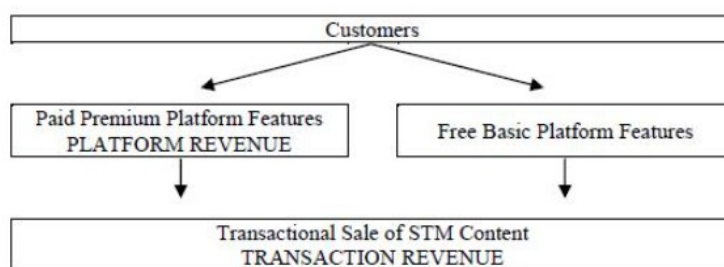 Customers
Paid Premium Platform Features
PLATFORM REVENUE
Free Basic Platform Features
Transactional Sale of STM Content
TRANSACTION REVENUE